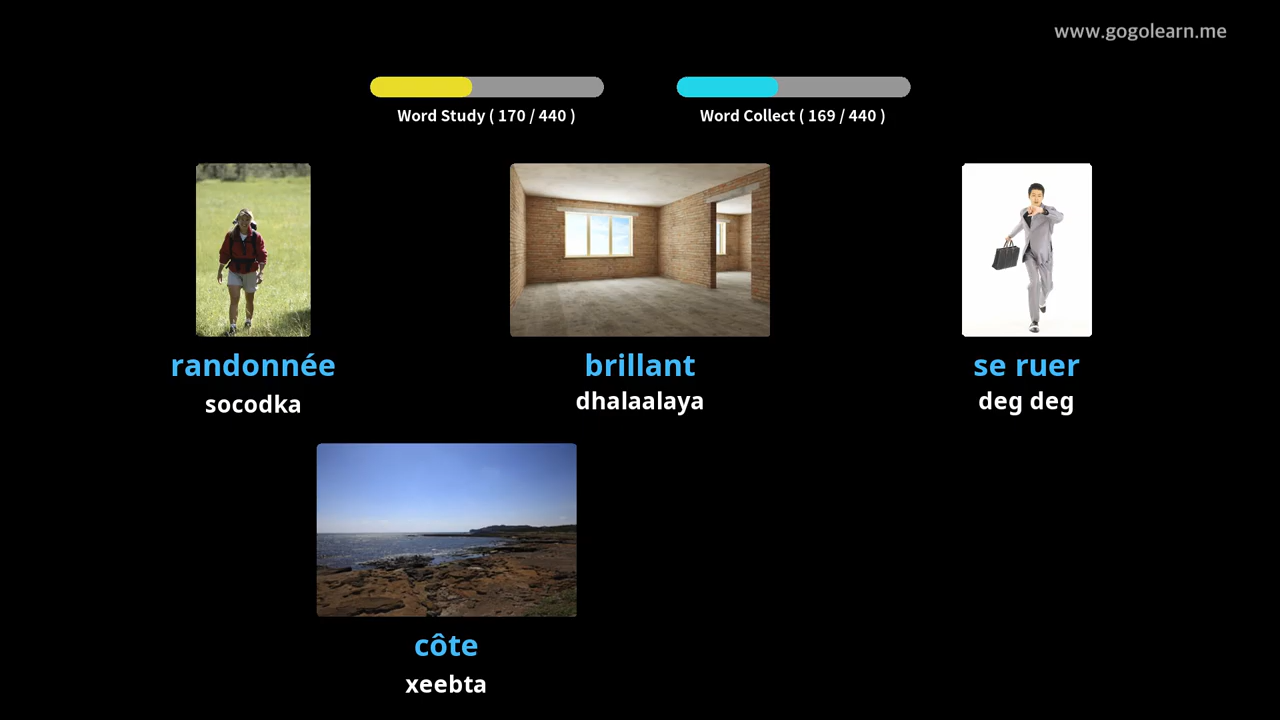 www.gogolearn.me
Word Study ( 170 / 440 )
Word Collect ( 169 / 440 )
randonnée
socodka
brillant
dhalaalaya
se ruer
deg deg
côte
xeebta